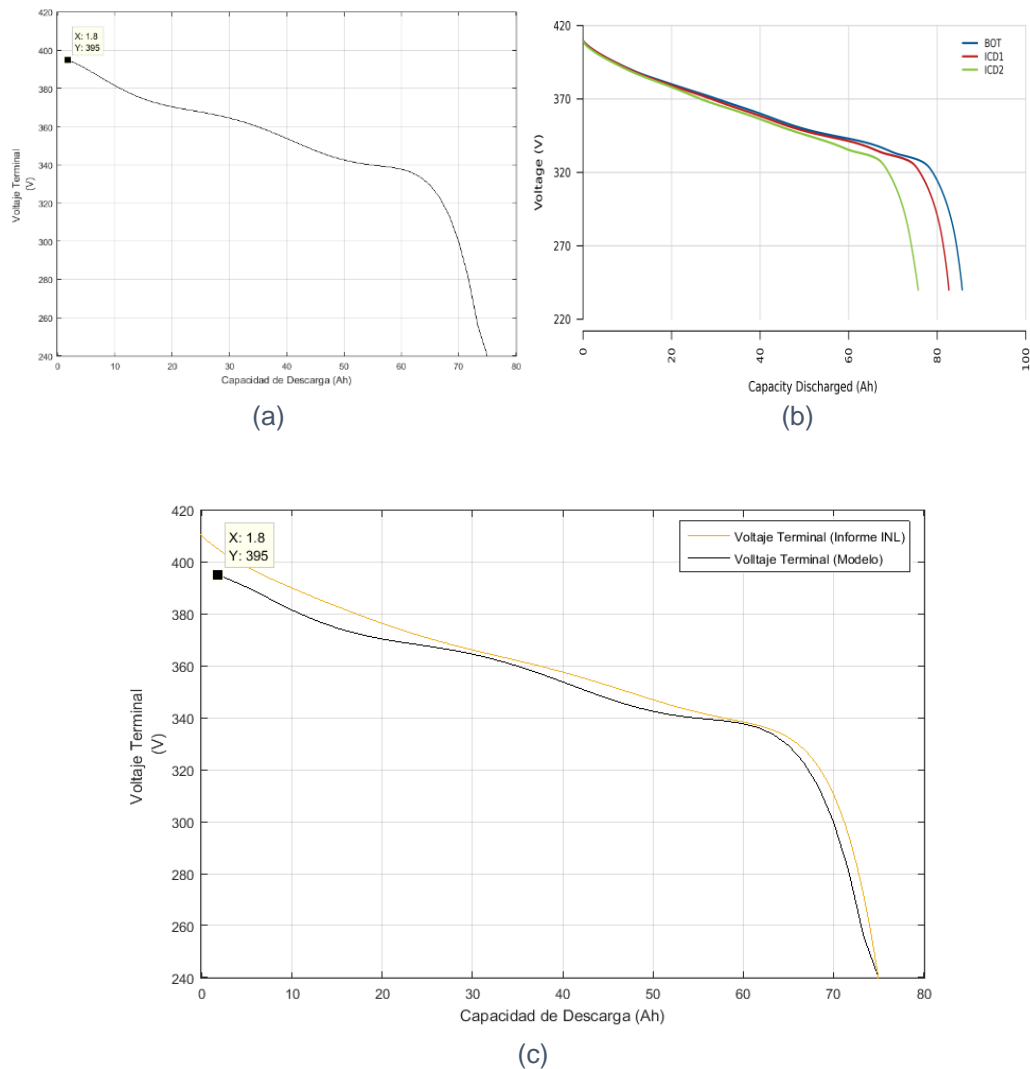 420
400
380
360
340
320
300
280
260
240
X: 1.8
Y: 395
Voltaje Terminal
(V)
0
10
20
30
40
50
60
70
80
Capacidad de Descarga (Ah)
(a)
420
370
320
270
220
Voltage (V)
BOT
ICD1
ICD2
0
20
40
60
80
100
Capacity Discharged (Ah)
(b)
420
400
380
360
340
320
300
280
260
240
X: 1.8
Y: 395
Voltaje Terminal (Informe INL)
Volltaje Terminal (Modelo)
Voltaje Terminal
(V)
0
10
20
30
40
50
60
70
80
Capacidad de Descarga (Ah)
(c)